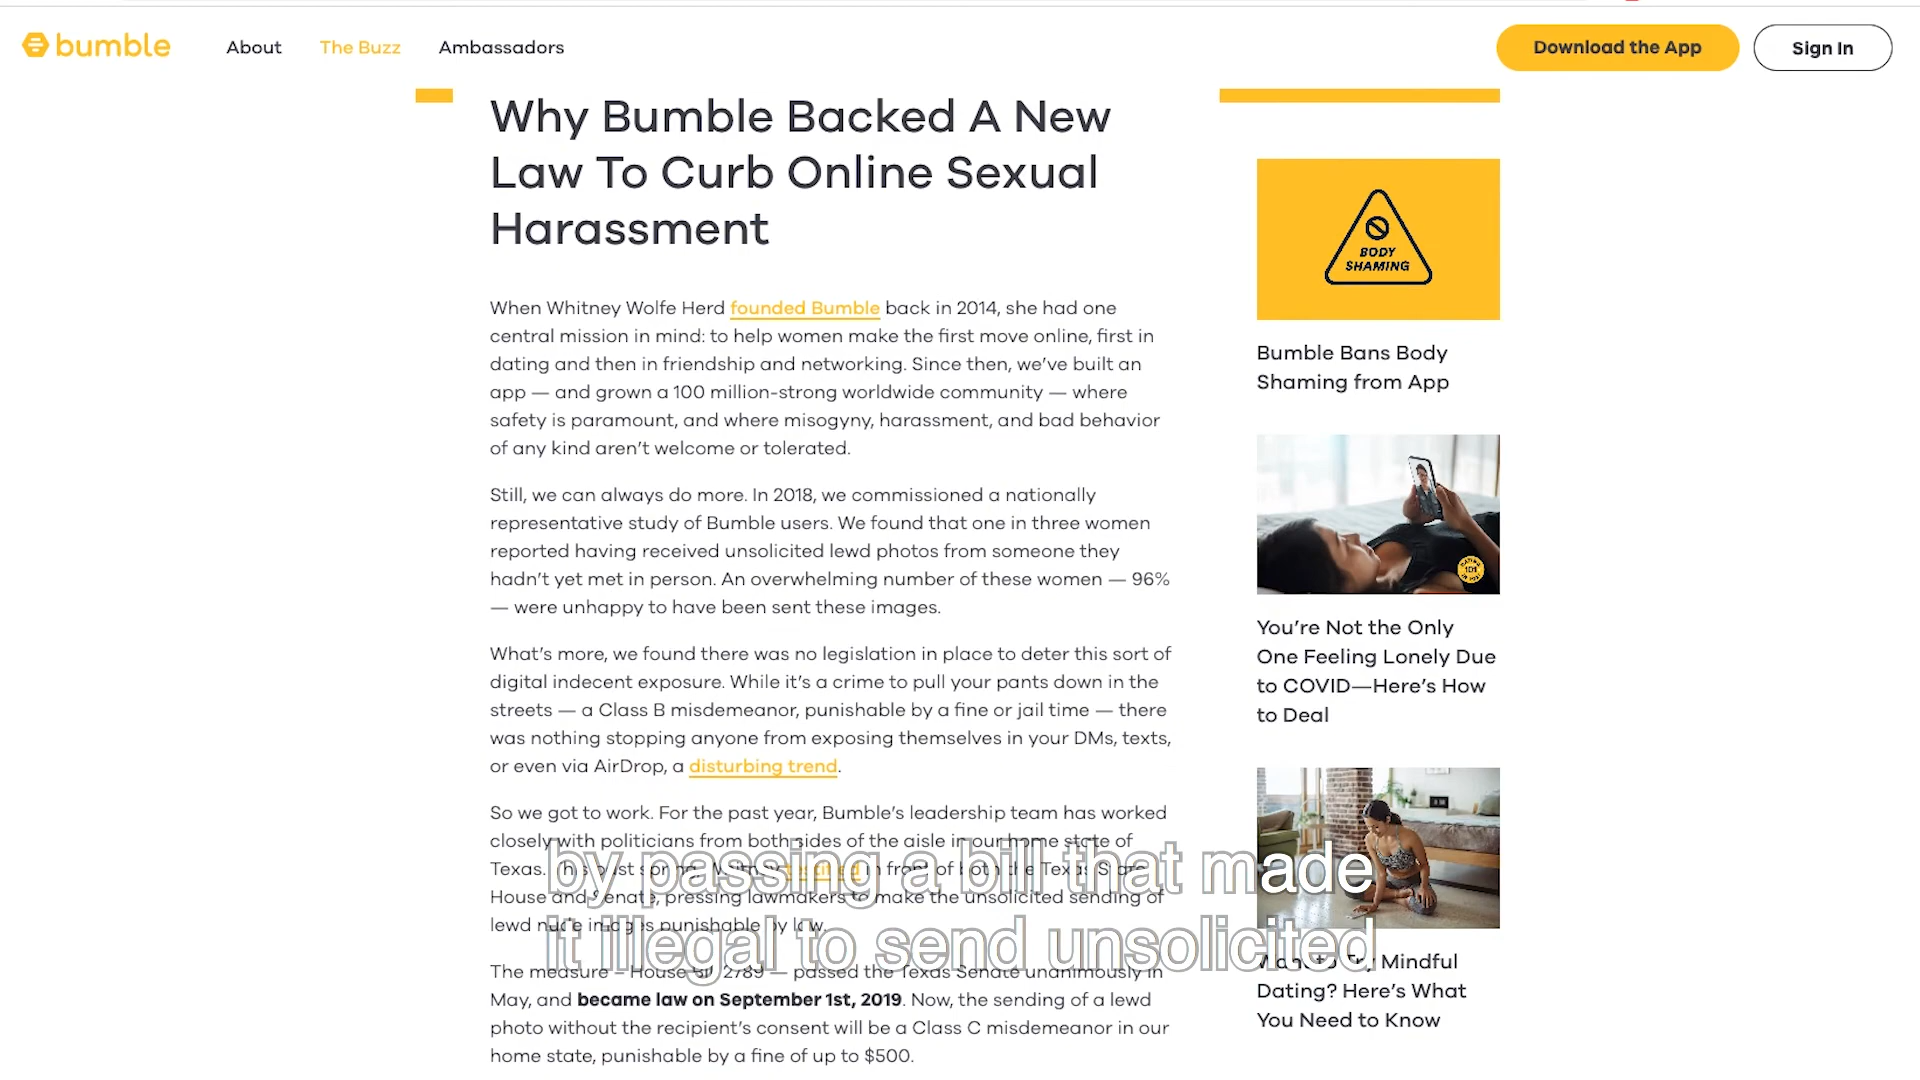 bumble
About
The Buzz
Ambassadors
Download the App
Sign In
Why Bumble Backed A New
Law To Curb Online Sexual
Harassment
When Whitney Wolfe Herd founded Bumble back in 2014, she had one
central mission in mind: to help women make the first move online, first in
dating and then in friendship and networking. Since then, we’ve built an
app — and grown a 100 million-strong worldwide community — where
safety is paramount, and where misogyny, harassment, and bad behavior
of any kind aren’t welcome or tolerated.
Still, we can always do more. In 2018, we commissioned a nationally
representative study of Bumble users. We found that one in three women
reported having received unsolicited lewd photos from someone they
hadn’t yet met in person. An overwhelming number of these women — 96%
— were unhappy to have been sent these images.
What’s more, we found there was no legislation in place to deter this sort of
digital indecent exposure. While it’s a crime to pull your pants down in the
streets — a Class B misdemeanor, punishable by a fine or jail time — there
was nothing stopping anyone from exposing themselves in your DMs, texts,
or even via AirDrop, a disturbing trend.
So we got to work. For the past year, Bumble’s leadership team has worked
closely with politicians from both sides of the aisle in our home state of
Texas. This past spring, Whitney testified in front of both the Texas State
House and Senate, pressing lawmakers to make the unsolicited sending of
lewd nude images punishable by law.
The measure — House Bill 2789 — passed the Texas Senate unanimously in
May, and became law on September 1st, 2019. Now, the sending of a lewd
photo without the recipient’s consent will be a Class C misdemeanor in our
home state, punishable by a fine of up to $500.
by passing a bill that made
it illegal to send unsolicited
BODY
SHAMING
Bumble Bans Body
Shaming from App
101
You’re Not the Only
One Feeling Lonely Due
to COVID—Here’s How
to Deal
Want to Try Mindful
Dating? Here’s What
You Need to Know